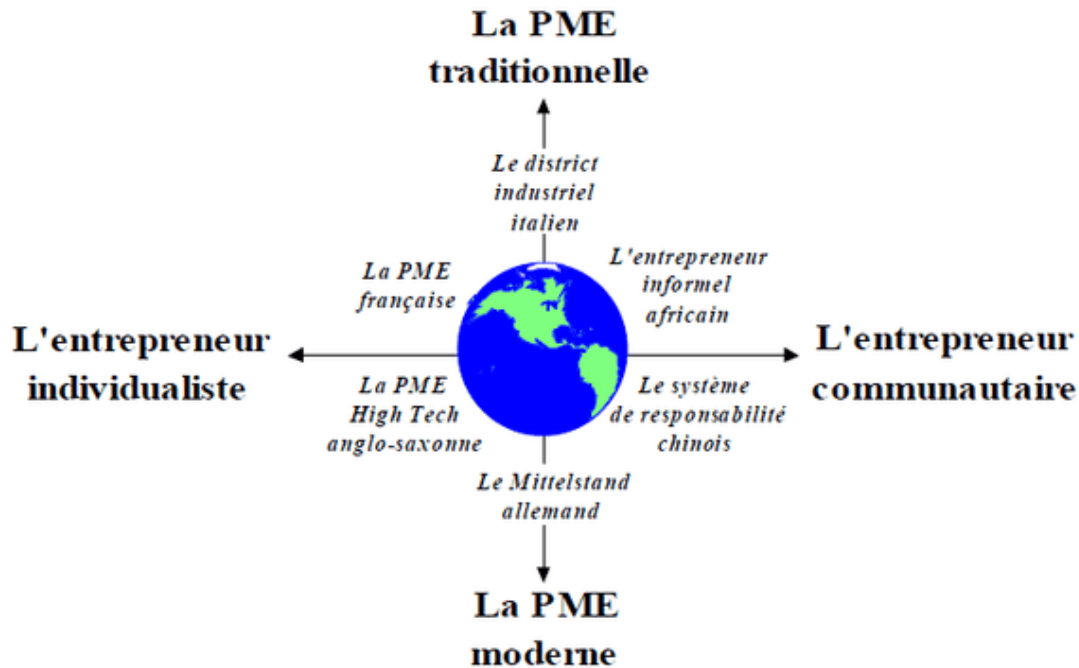 La PME
traditionnelle
Le district
industriel
italien
La PME
française
L'entrepreneur
informel
africain
L'entrepreneur
individualiste
L'entrepreneur
communautaire
La PME
High Tech
anglo-saxonne
Le système
de responsabilité
chinois
Le Mittelstand
allemand
La PME
moderne